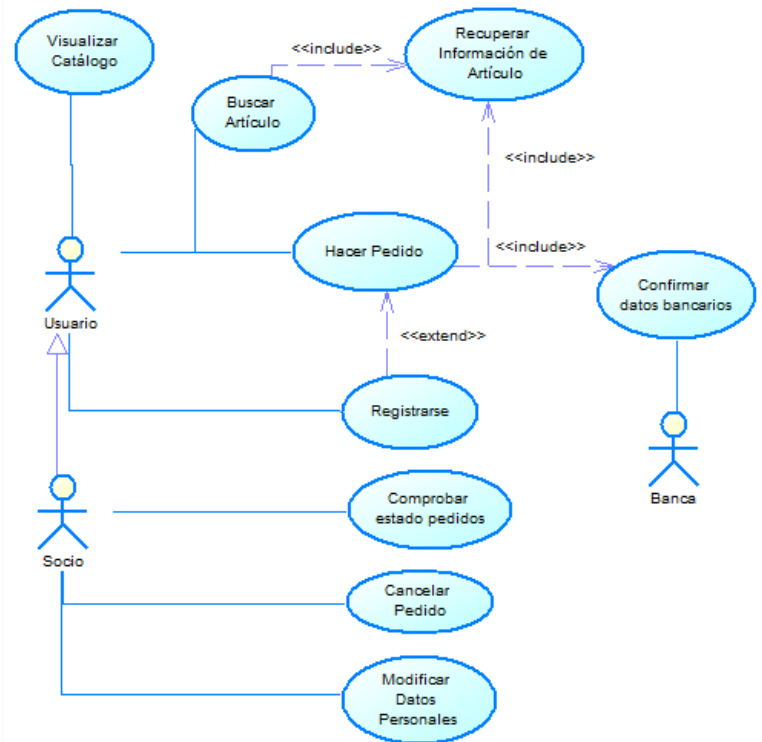 Visualizar
Catálogo
<<include>>
Recuperar
Información de
Artículo
Buscar
Artículo
<<include>>
Hacer Pedido
<<include>>
Confirmar
datos bancarios
Usuario
<<extend>>
Registrarse
Banca
Comprobar
estado pedidos
Socio
Cancelar
Pedido
Modificar
Datos
Personales